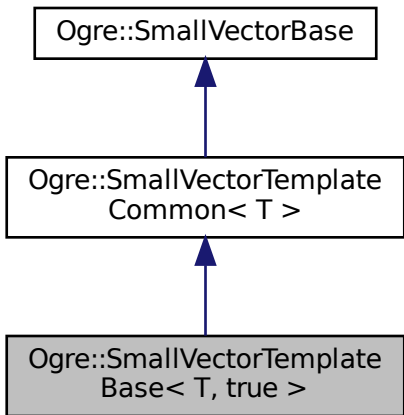 Ogre::SmallVectorBase
Ogre::SmallVectorTemplate
Common< T >
Ogre::SmallVectorTemplate
Base< T, true >